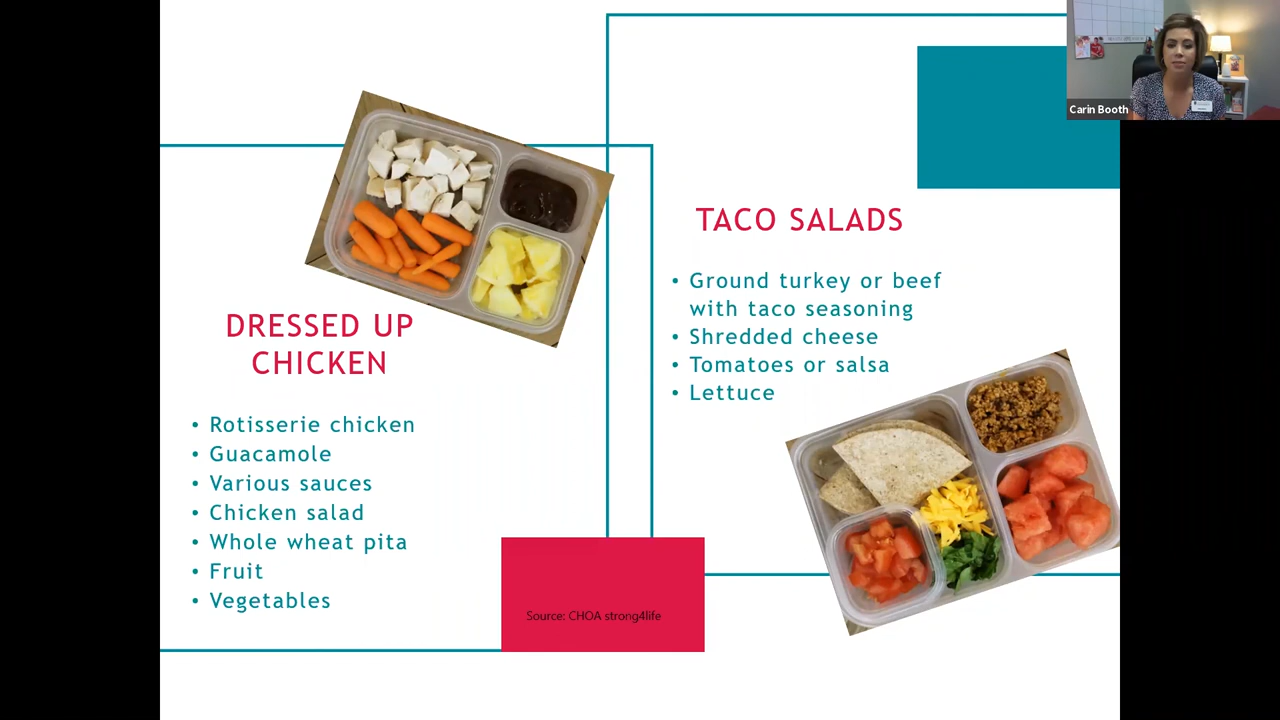 Carin Booth
DRESSED UP
CHICKEN
• Rotisserie chicken
• Guacamole
• Various sauces
• Chicken salad
• Whole wheat pita
• Fruit
• Vegetables
TACO SALADS
• Ground turkey or beef
with taco seasoning
• Shredded cheese
• Tomatoes or salsa
• Lettuce
Source: CHOA strong4life